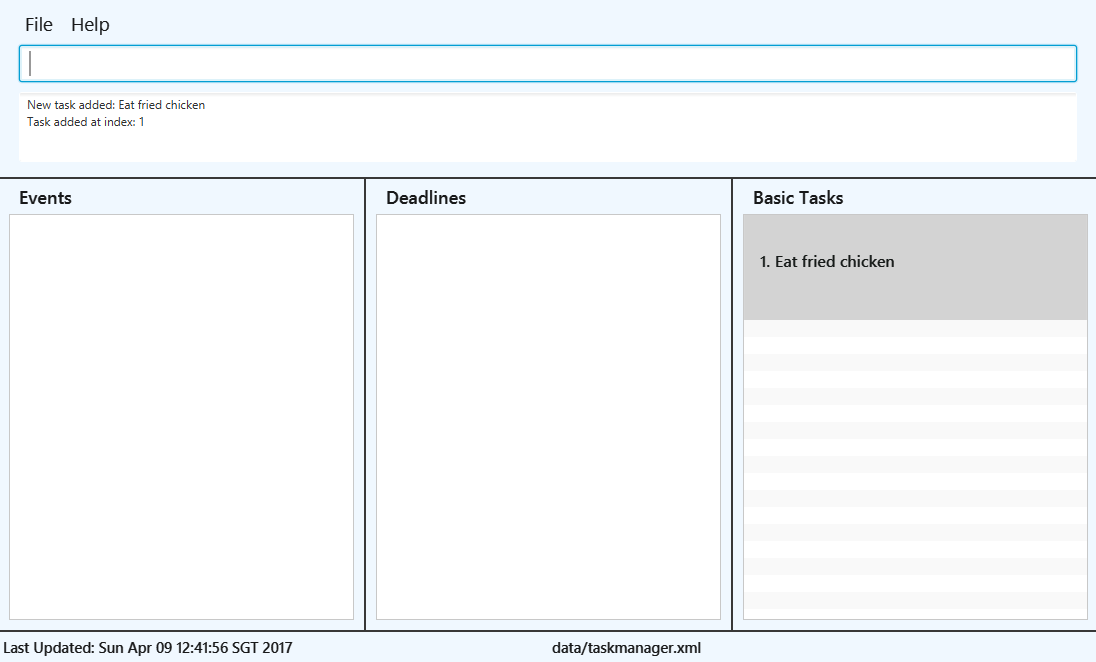 File Help
New task added: Eat fried chicken
Task added at index: 1
Events
Deadlines
Basic Tasks
1. Eat fried chicken
Last Updated: Sun Apr 09 12:41:56 SGT 2017
data/taskmanager.xml